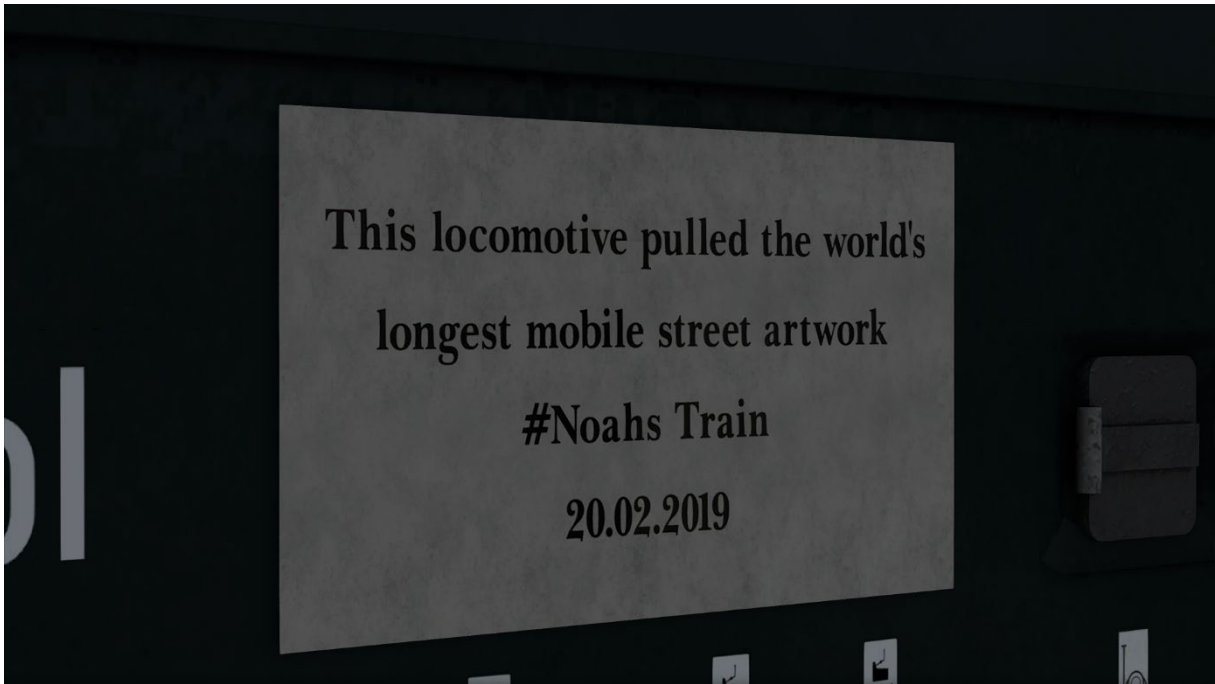 This locomotive pulled the world's
longest mobile street artwork
#Noahs Train
20.02.2019